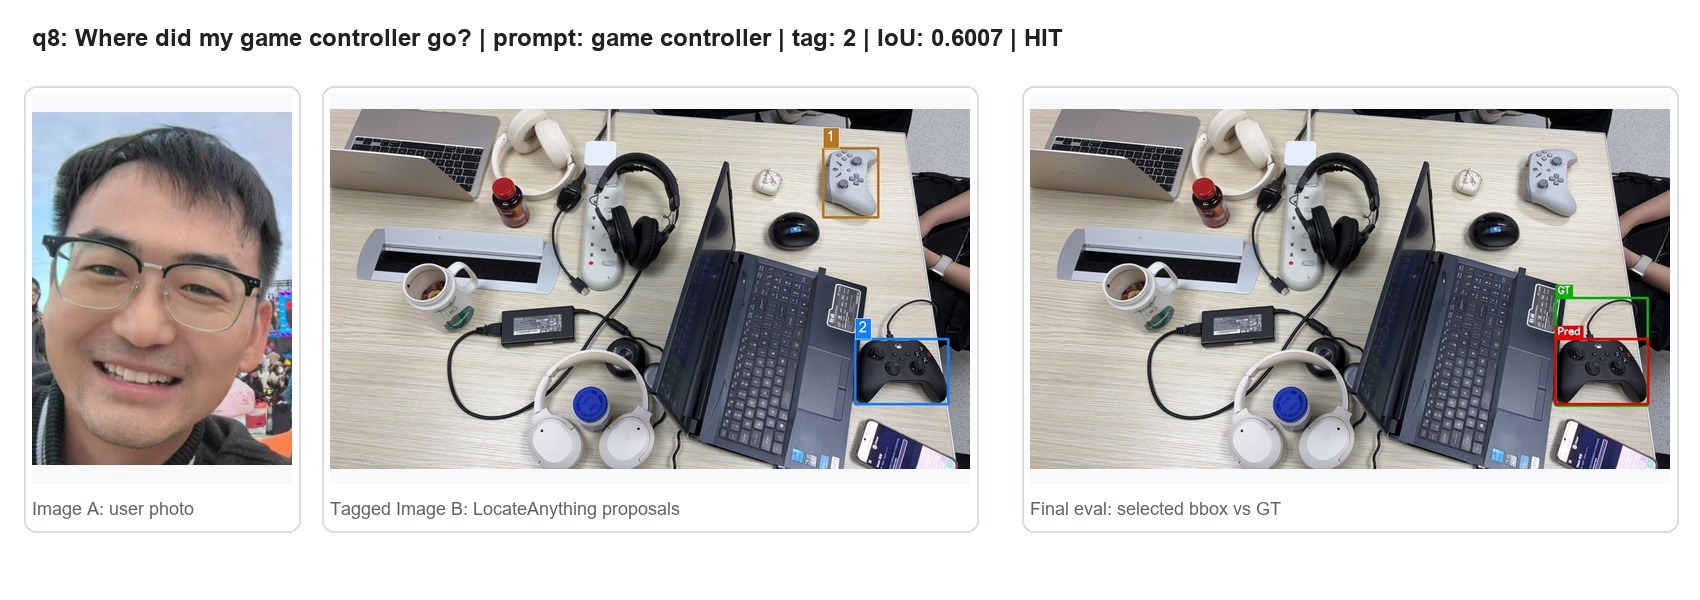 q8: Where did my game controller go? | prompt: game controller | tag: 2 | IoU: 0.6007 | HIT
1
2
GT
Pred
Image A: user photo
Tagged Image B: LocateAnything proposals
Final eval: selected bbox vs GT